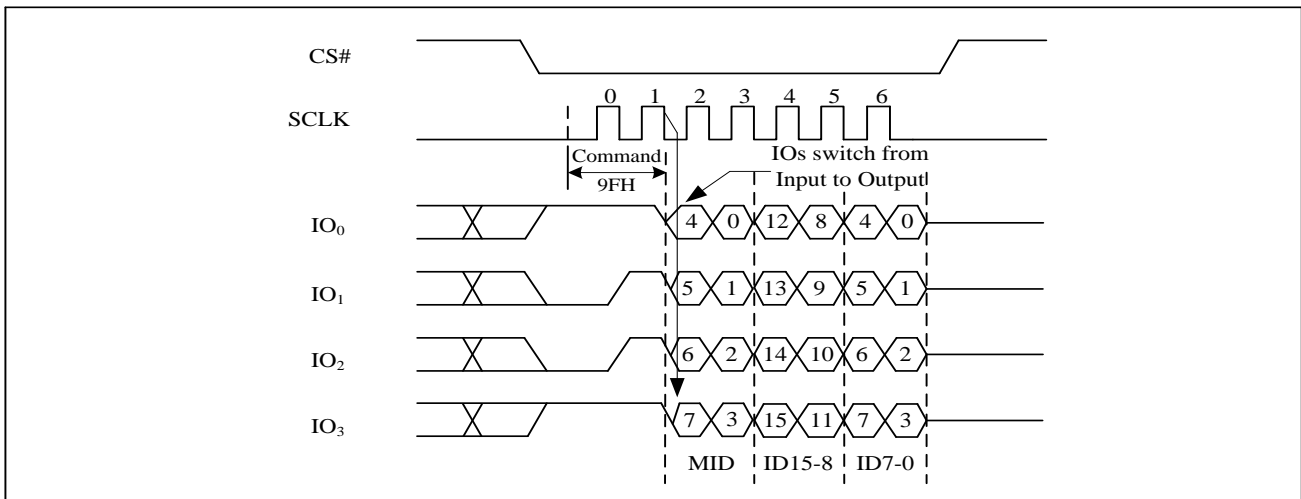 CS#
0 1 2 3 4 5 6
SCLK
Command
9FH
IOs switch from
Input to Output
IO0 4 0 12 8 4 0
IO1 5 1 13 9 5 1
IO2 6 2 14 10 6 2
IO3 7 3 15 11 7 3
MID ID15-8 ID7-0